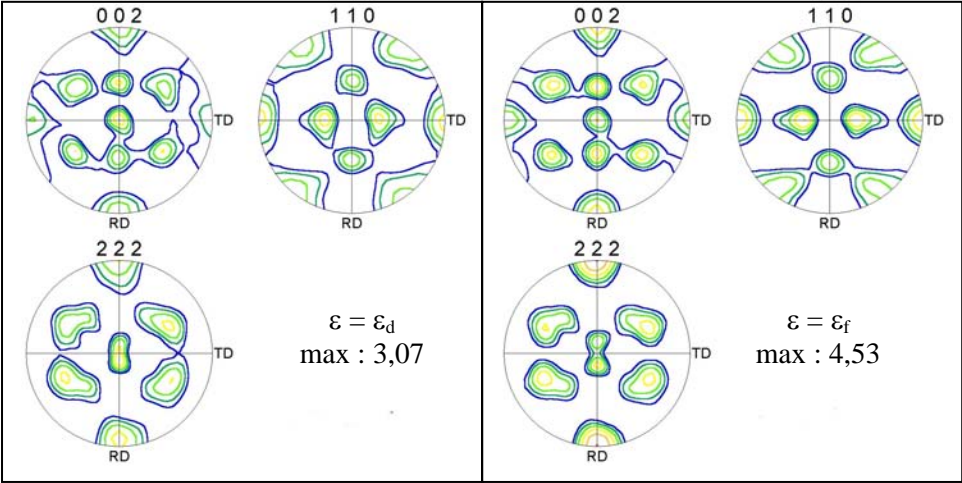 0 0 2
1 1 0
TD
TD
RD
RD
2 2 2
TD
RD
ε = εd
max : 3,07
0 0 2
1 1 0
TD
TD
RD
RD
2 2 2
TD
RD
ε = εf
max : 4,53